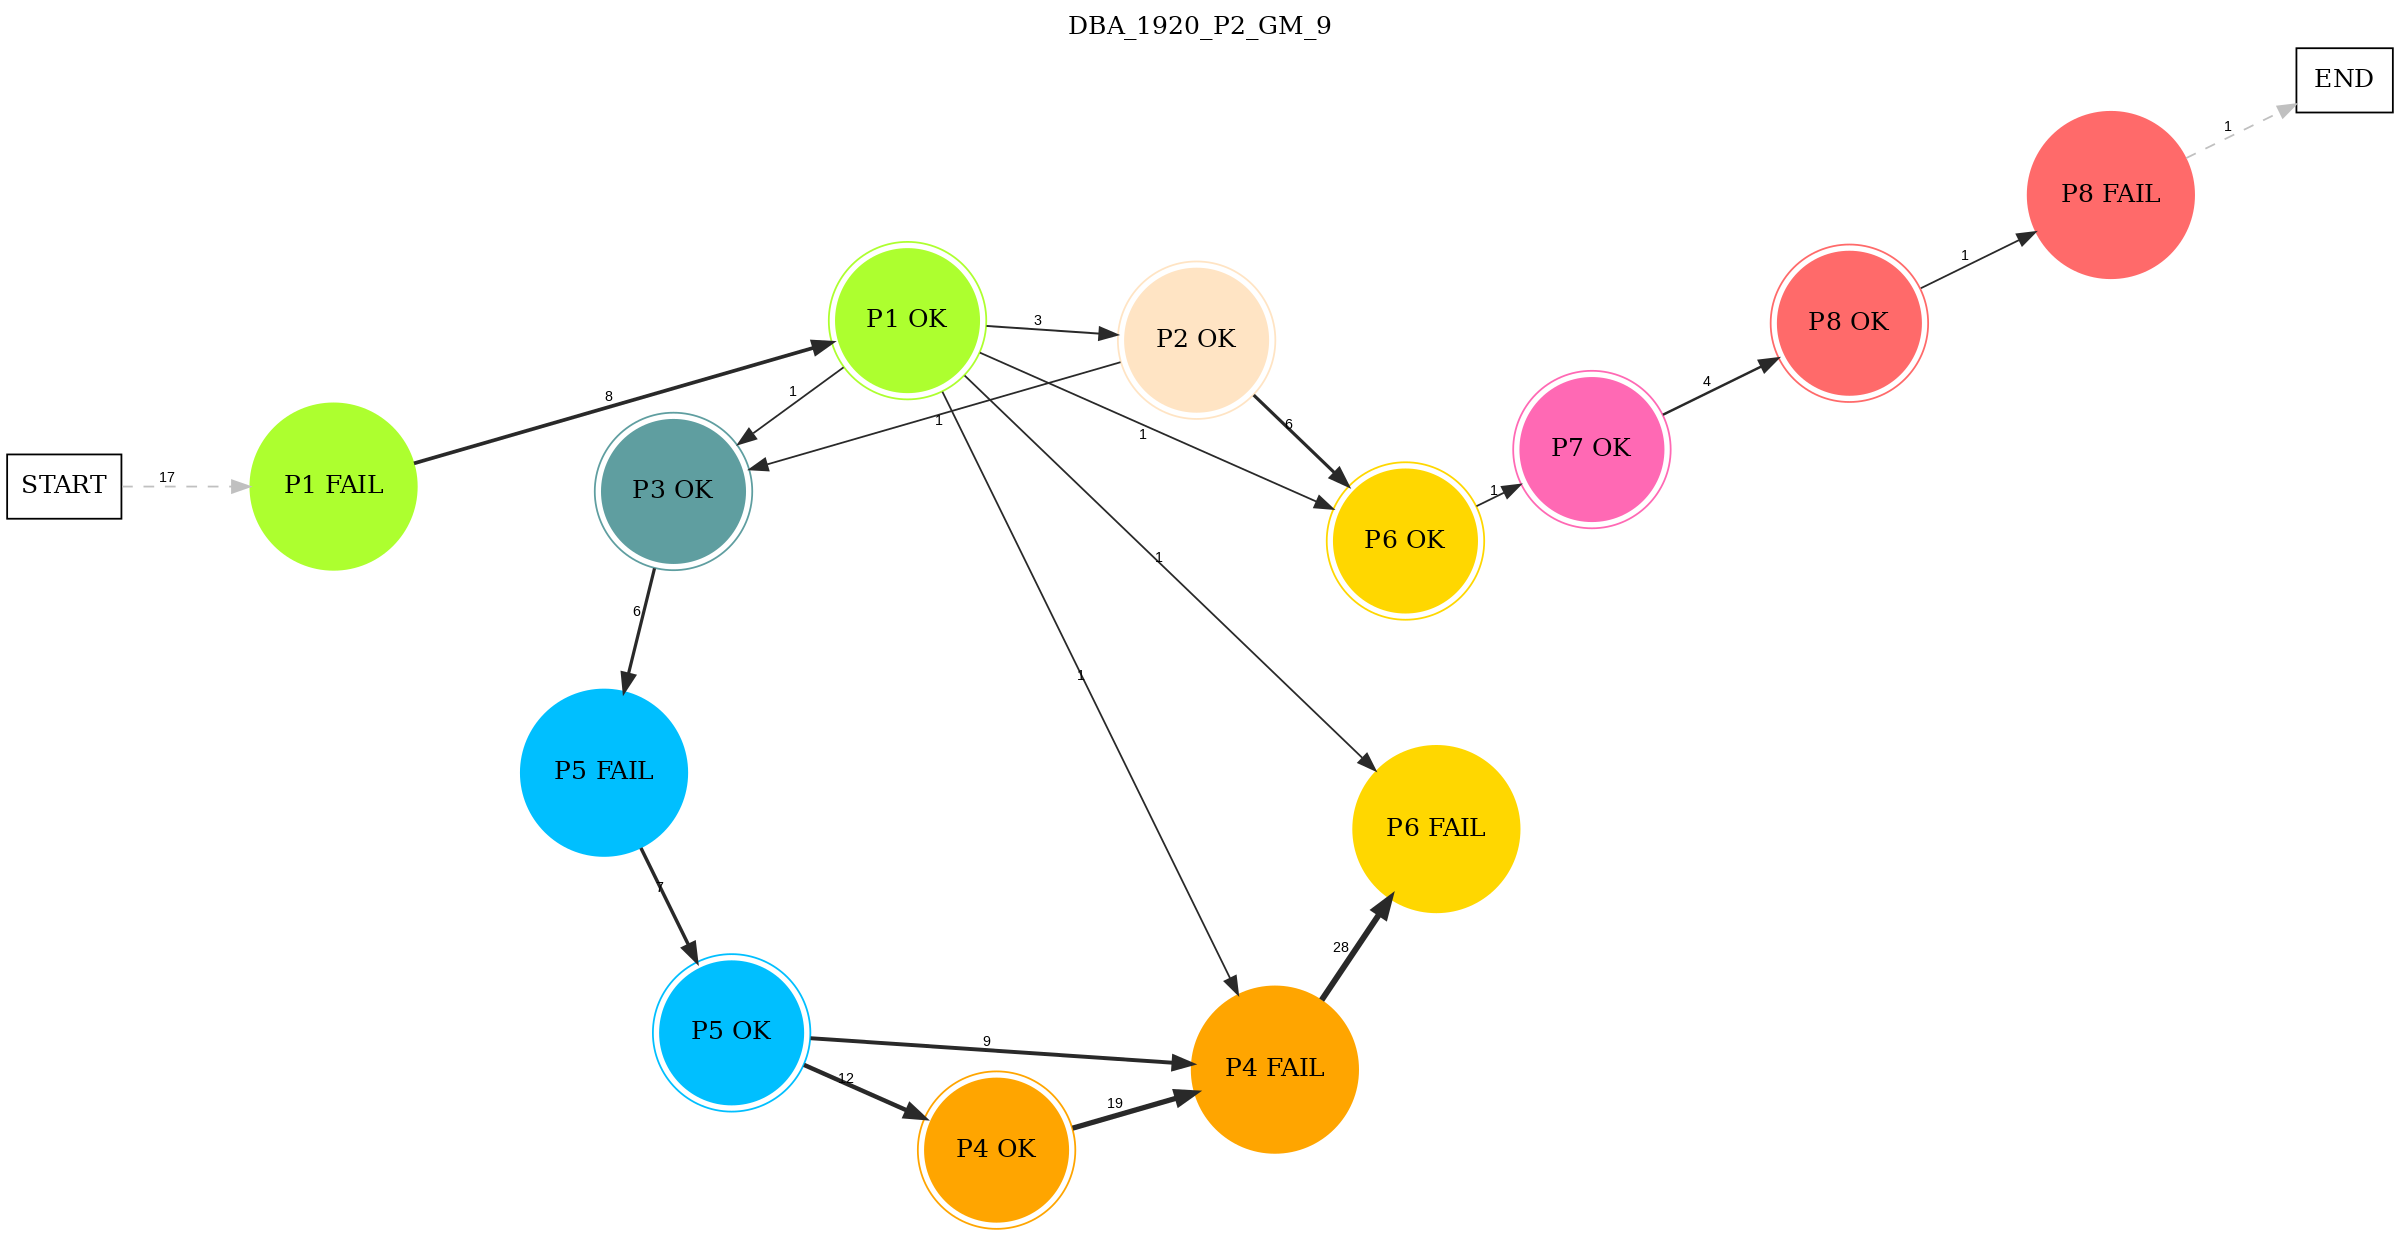 DBA_1920_P2_GM_9
END
1
P8 FAIL
1
P1 OK
3
P2 OK
P8 OK
4
8
1
1
6
1
P7 OK
START
17
P1 FAIL
P3 OK
1
P6 OK
1
6
1
P5 FAIL
P6 FAIL
7
28
P5 OK
9
12
P4 FAIL
19
P4 OK